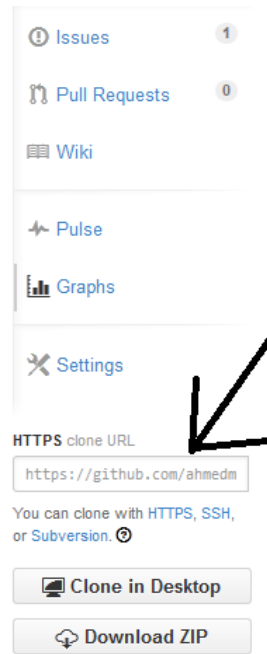 Issues 1
Pull Requests 0
Wiki
Pulse
Graphs
Settings
HTTPS clone URL
https://github.com/ahmedm
You can clone with HTTPS, SSH,
or Subversion. ?
Clone in Desktop
Download ZIP